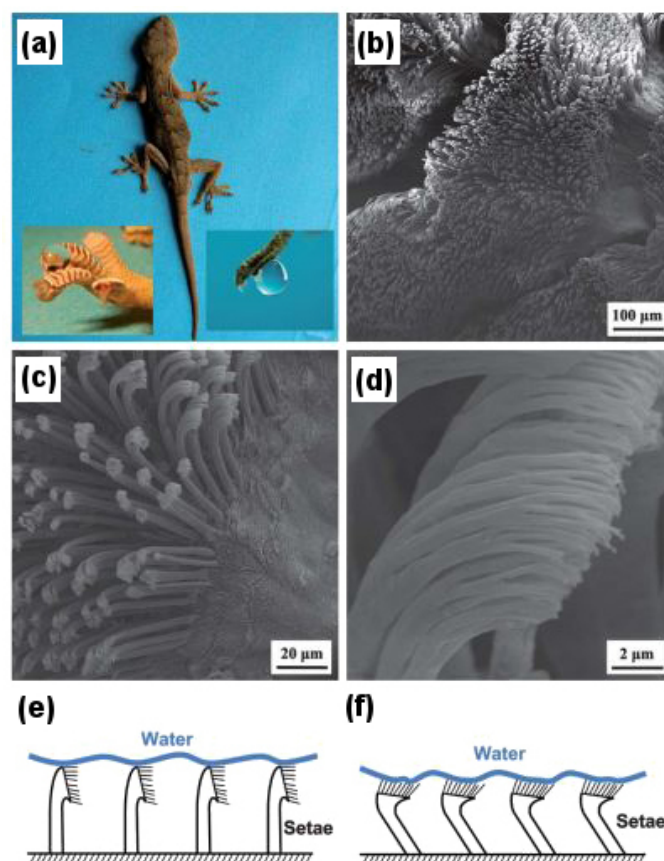 (a)
(b)
100 µm
(c)
(d)
20 µm
2 µm
(e)
(f)
Water
Water
Setae
Setae